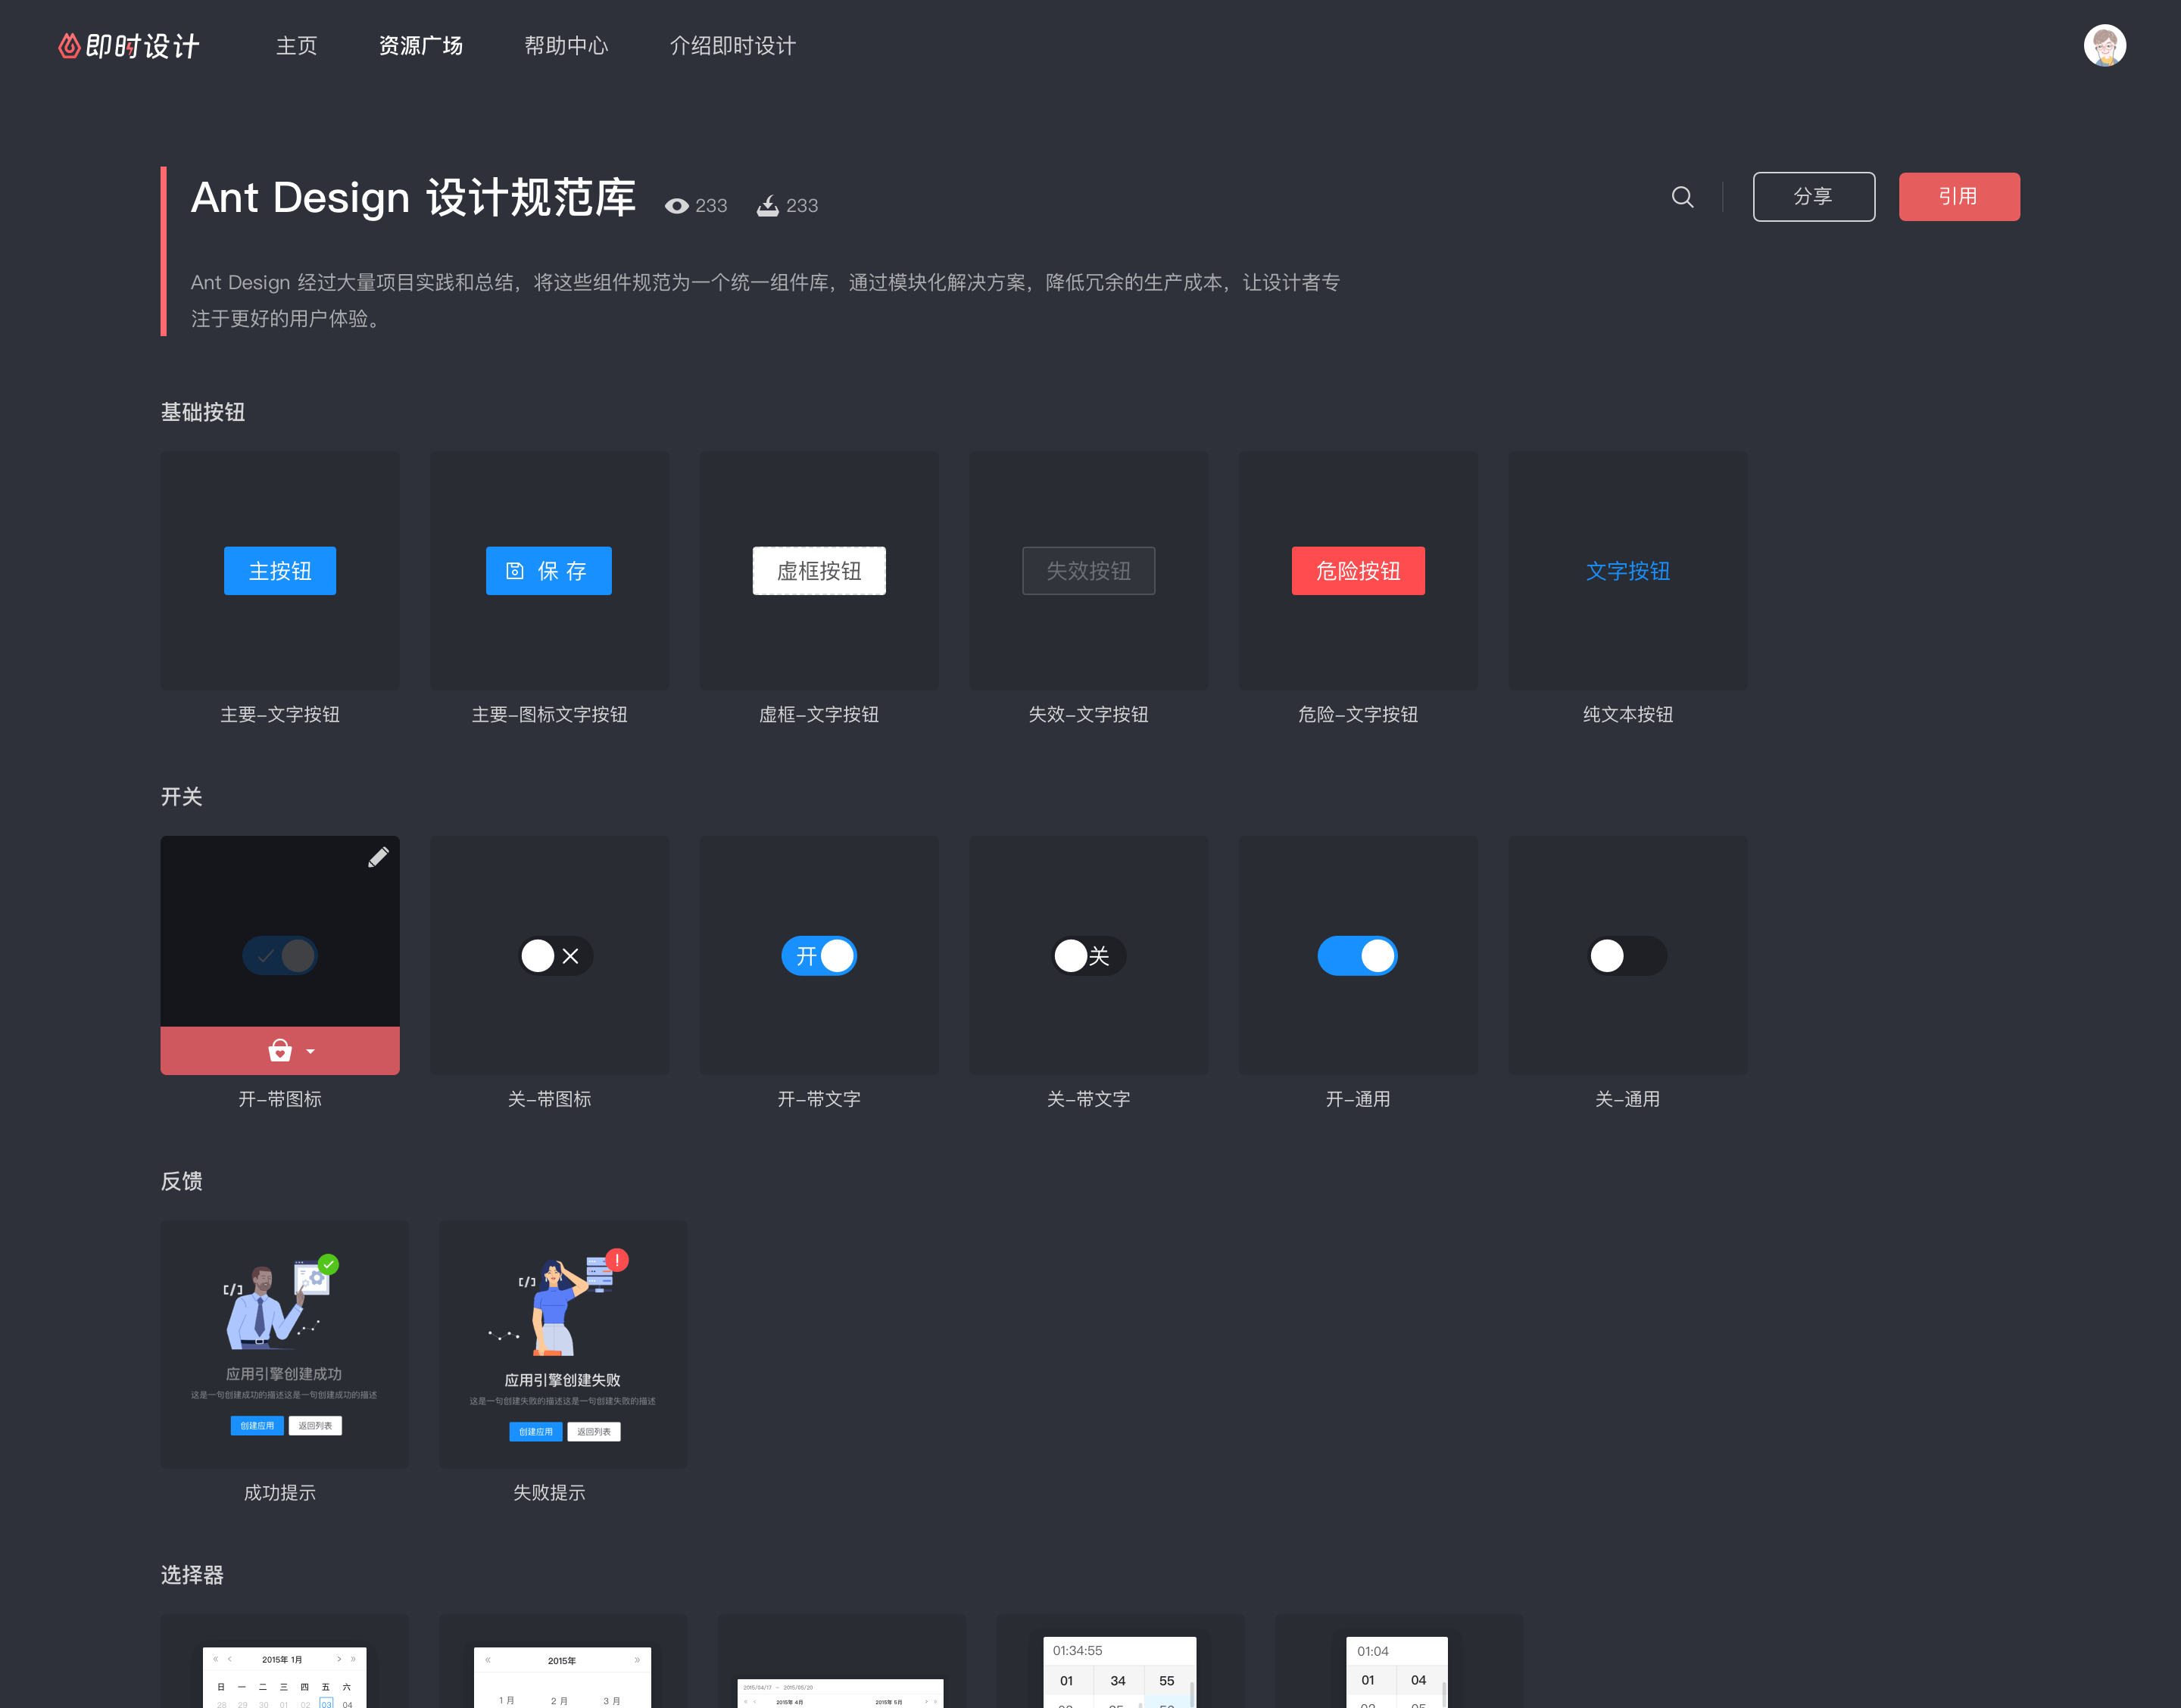 即时设计 主页 资源广场 帮助中心 介绍即时设计
Ant Design 设计规范库 233 233 分享 引用
Ant Design 经过大量项目实践和总结，将这些组件规范为一个统一组件库，通过模块化解决方案，降低冗余的生产成本，让设计者专
注于更好的用户体验。
基础按钮
主按钮 保 存 虚框按钮 失效按钮 危险按钮 文字按钮
主要–文字按钮 主要–图标文字按钮 虚框–文字按钮 失效–文字按钮 危险–文字按钮 纯文本按钮
开关
开 关
开–带图标 关–带图标 开–带文字 关–带文字 开–通用 关–通用
反馈
[/]
应用引擎创建成功
这是一句创建成功的描述这是一句创建成功的描述
创建应用 返回列表
[/] !
应用引擎创建失败
这是一句创建失败的描述这是一句创建失败的描述
创建应用 返回列表
成功提示 失败提示
选择器
« ‹ 2015年 1月 › »
日 一 二 三 四 五 六
28 29 30 01 02 03 04
« 2015年 »
1 月 2 月 3 月
2015/04/17 ~ 2015/05/20
« ‹ 2015年 4月 2015年 5月 › »
01:34:55
01 34 55
01:04
01 04